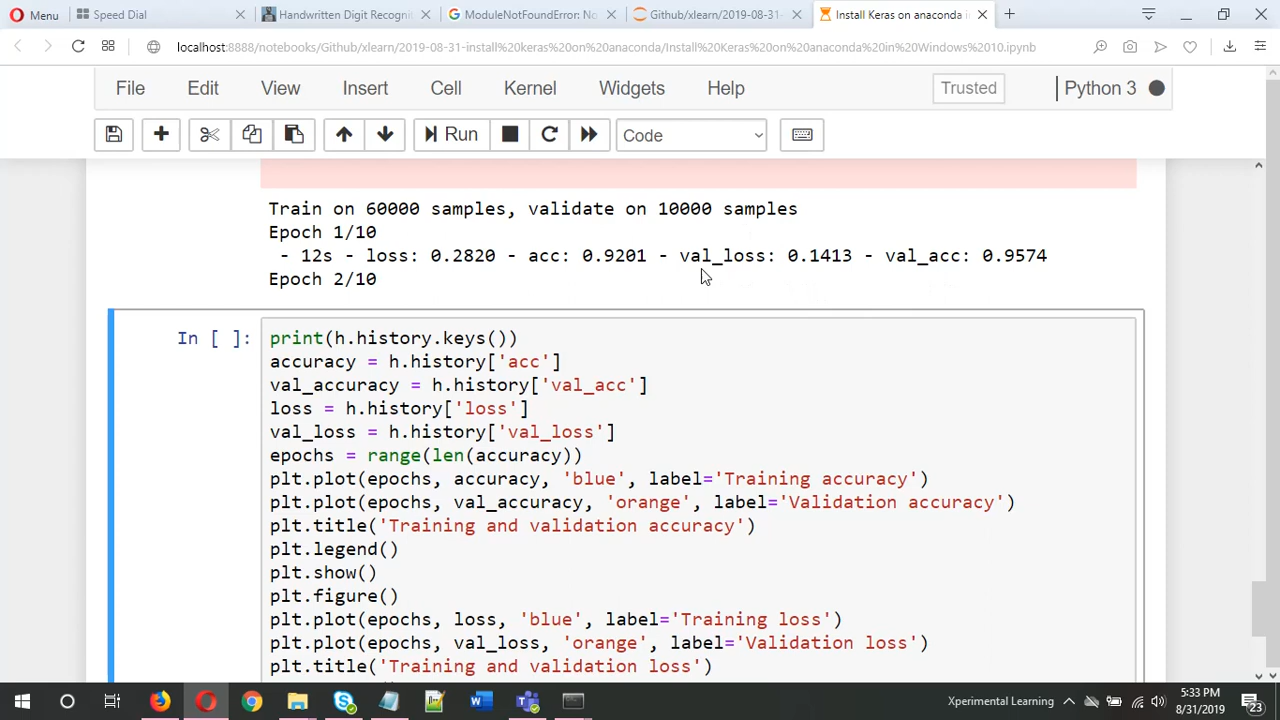 Menu
Speed Dial
Handwritten Digit Recogni
ModuleNotFoundError: No
Github/xlearn/2019-08-31-
Install Keras on anaconda i
localhost:8888/notebooks/Github/xlearn/2019-08-31-install%20keras%20on%20anaconda/Install%20Keras%20on%20anaconda%20in%20Windows%2010.ipynb
File Edit View Insert Cell Kernel Widgets Help Trusted Python 3
Run Code
Train on 60000 samples, validate on 10000 samples
Epoch 1/10
- 12s - loss: 0.2820 - acc: 0.9201 - val_loss: 0.1413 - val_acc: 0.9574
Epoch 2/10
In [ ]: print(h.history.keys())
accuracy = h.history['acc']
val_accuracy = h.history['val_acc']
loss = h.history['loss']
val_loss = h.history['val_loss']
epochs = range(len(accuracy))
plt.plot(epochs, accuracy, 'blue', label='Training accuracy')
plt.plot(epochs, val_accuracy, 'orange', label='Validation accuracy')
plt.title('Training and validation accuracy')
plt.legend()
plt.show()
plt.figure()
plt.plot(epochs, loss, 'blue', label='Training loss')
plt.plot(epochs, val_loss, 'orange', label='Validation loss')
plt.title('Training and validation loss')
Xperimental Learning
5:33 PM
8/31/2019
23